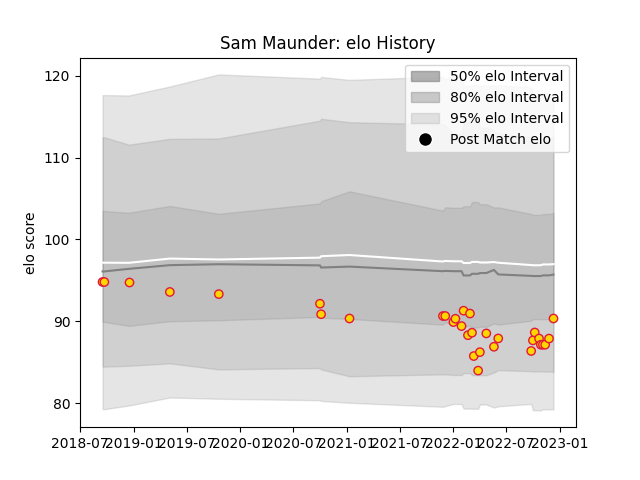 Sam Maunder: elo History
120
110
100
90
80
elo score
50% elo Interval
80% elo Interval
95% elo Interval
Post Match elo
2018-07 2019-01 2019-07 2020-01 2020-07 2021-01 2021-07 2022-01 2022-07 2023-01